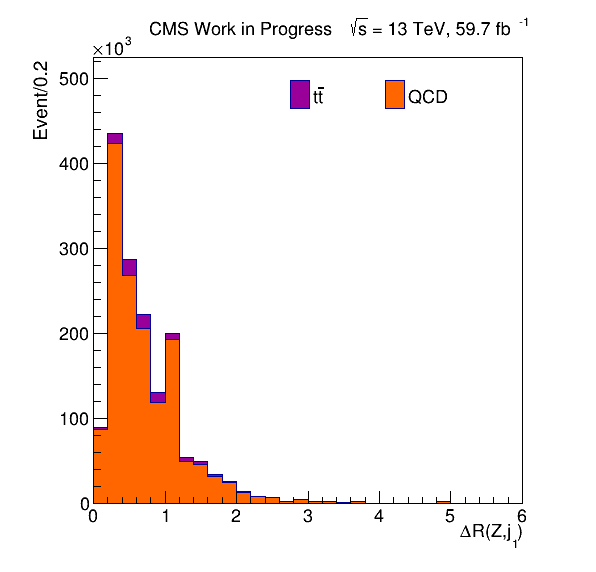 CMS Work in Progress √s = 13 TeV, 59.7 fb⁻¹
×10³
Event/0.2
tt̄
QCD
500
400
300
200
100
0
0 1 2 3 4 5 6
ΔR(Z,j₁)